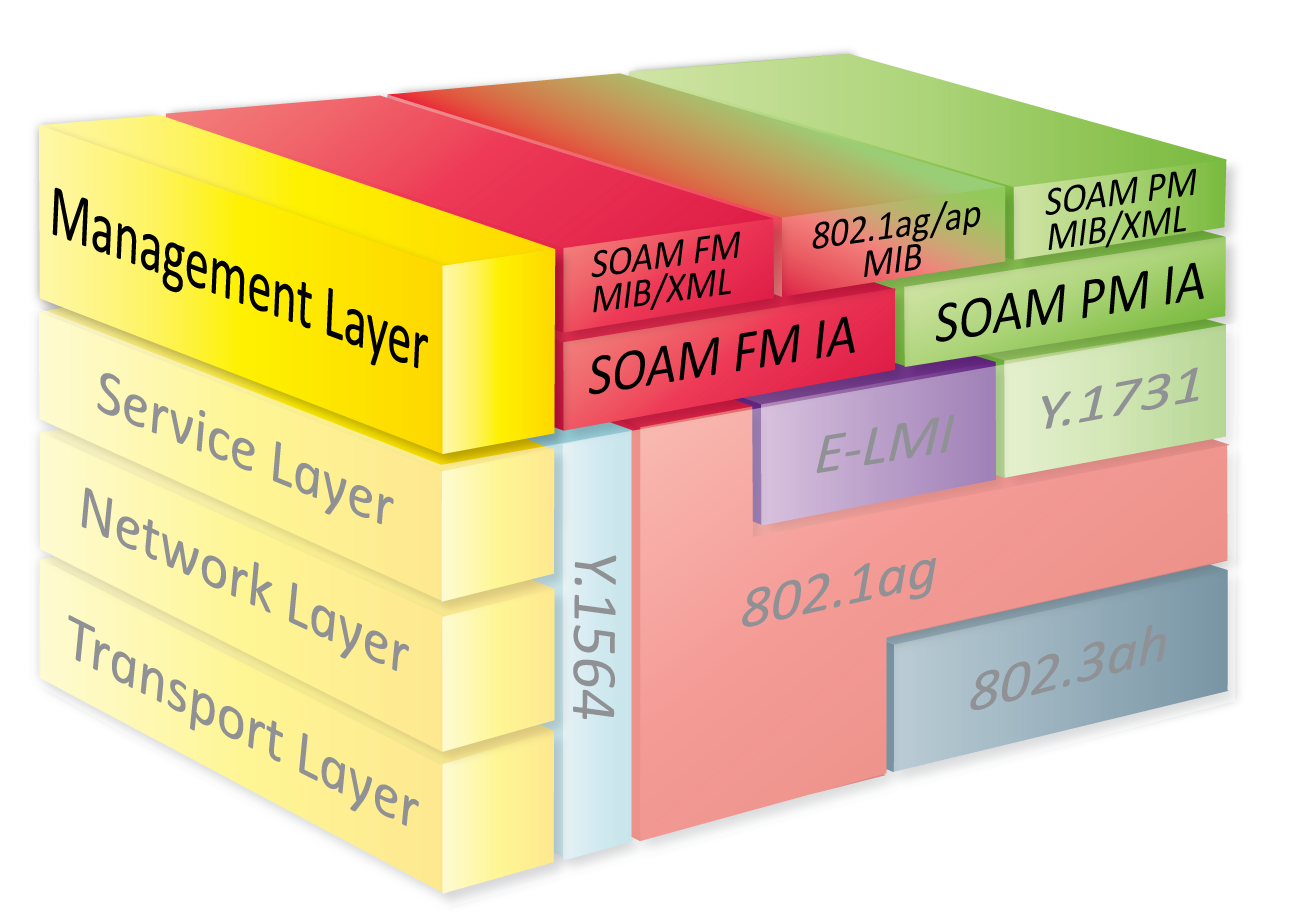 Management Layer
Service Layer
Network Layer
Transport Layer
SOAM FM
MIB/XML
802.1ag/ap
MIB
SOAM PM
MIB/XML
SOAM FM IA
SOAM PM IA
E-LMI
Y.1731
Y.1564
802.1ag
802.3ah